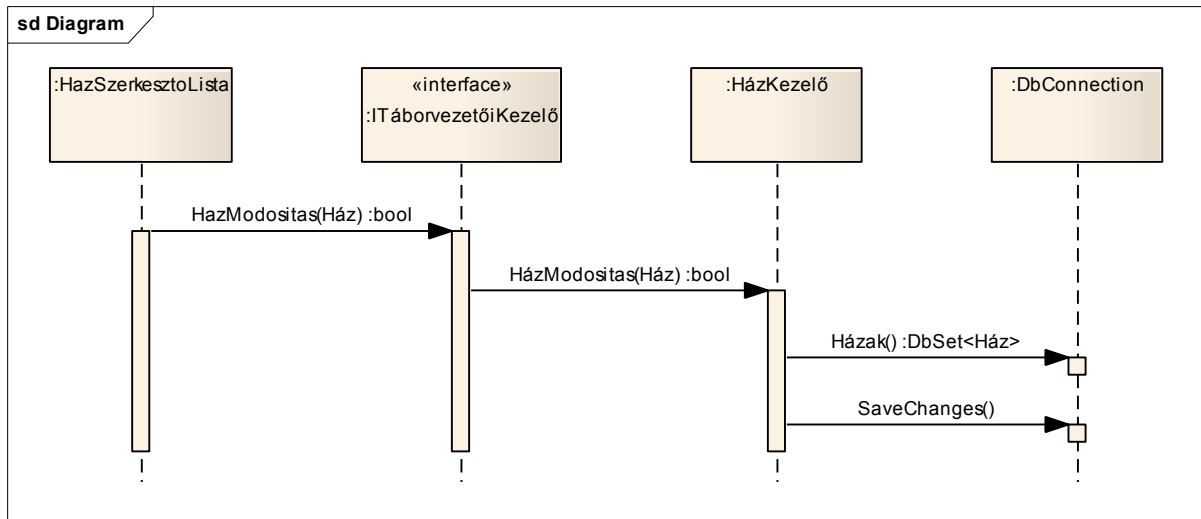 sd Diagram
:HazSzerkesztoLista
«interface»
:ITáborvezetőiKezelő
:HázKezelő
:DbConnection
HazModositas(Ház) :bool
HázModositas(Ház) :bool
Házak() :DbSet<Ház>
SaveChanges()